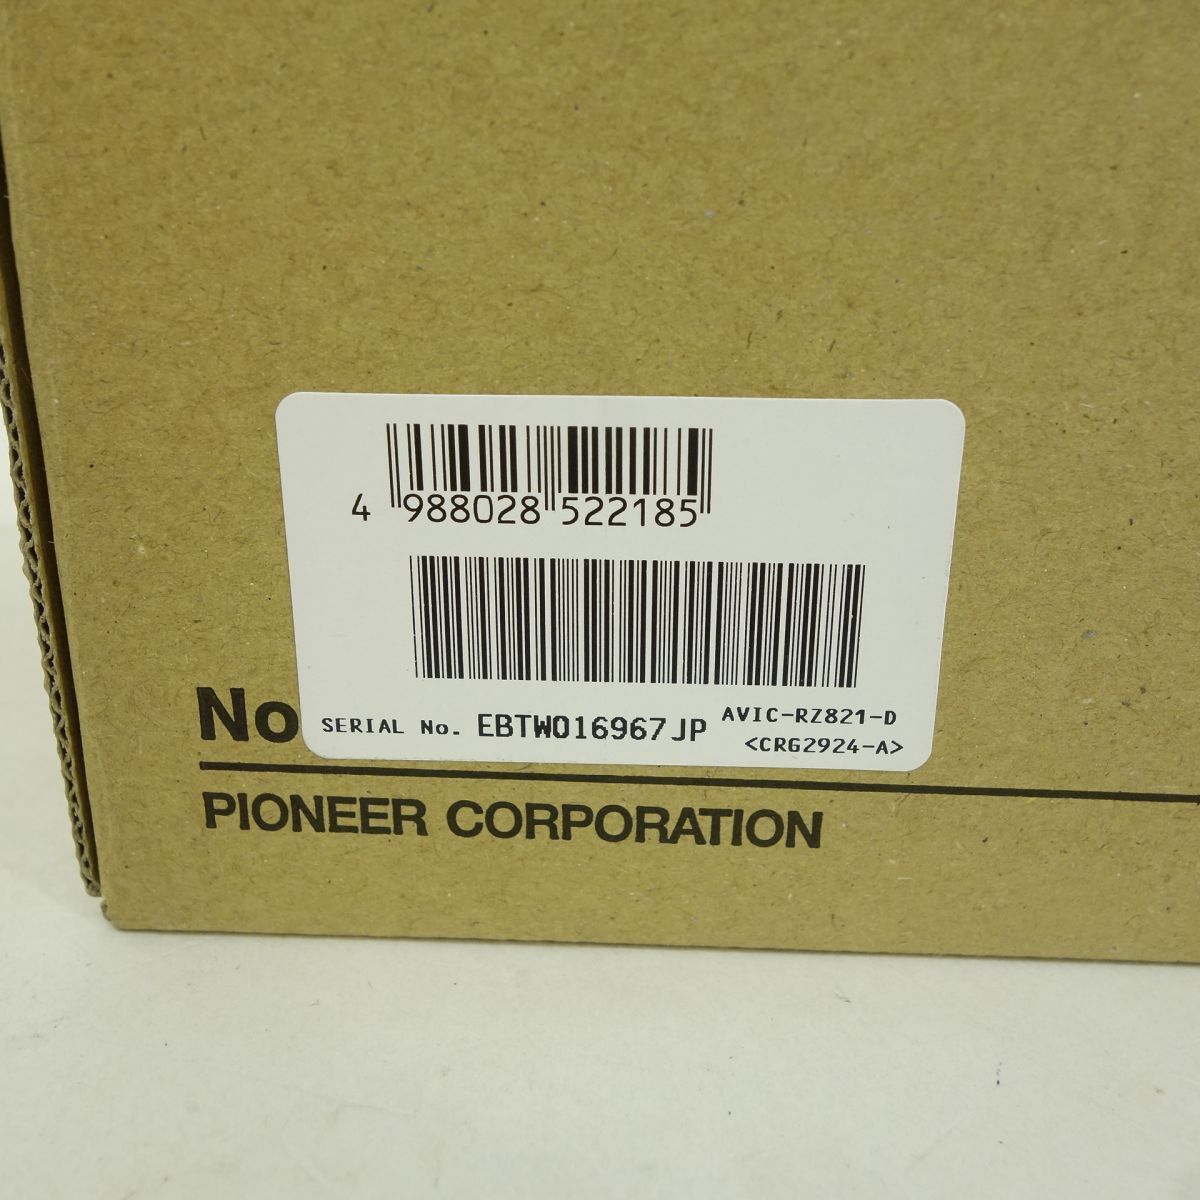 4 988028 522185
No
SERIAL No. EBTW016967JP AVIC-RZ821-D
<CRG2924-A>
PIONEER CORPORATION